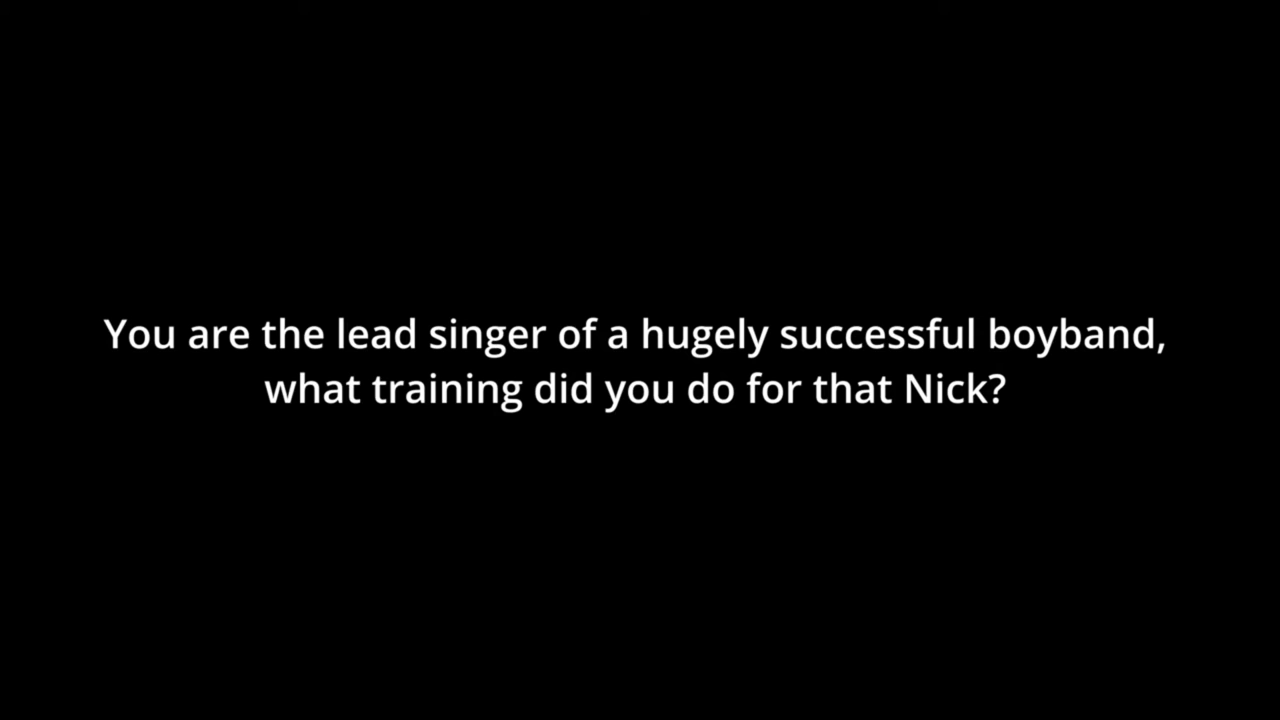 You are the lead singer of a hugely successful boyband,
what training did you do for that Nick?